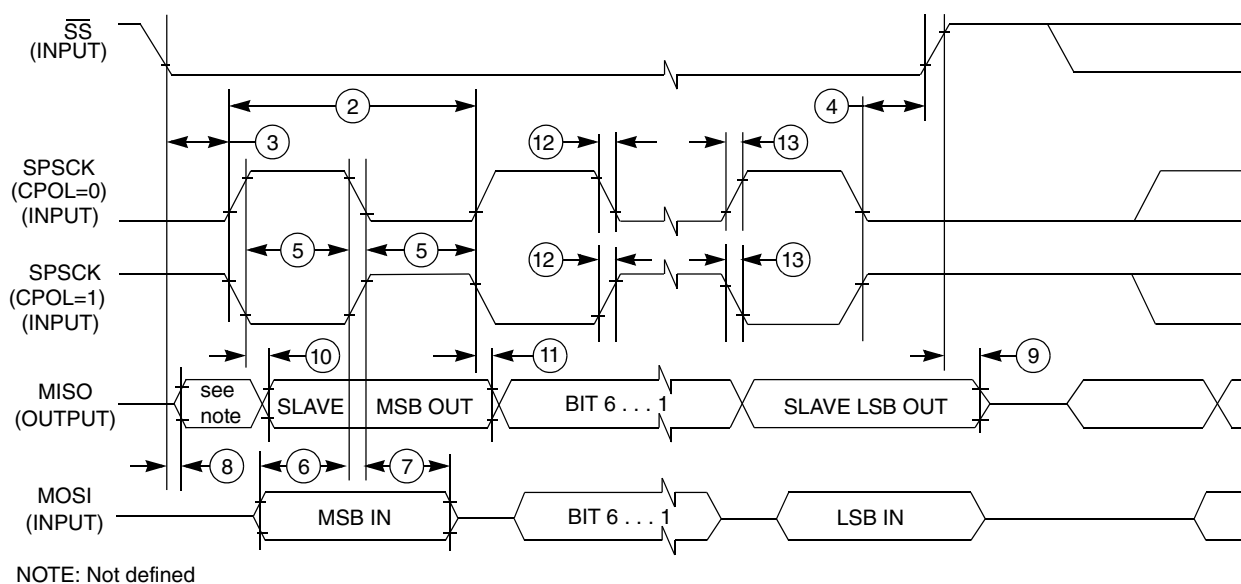 SS
(INPUT)
2
4
3
12
13
SPSCK
(CPOL=0)
(INPUT)
5
5
SPSCK
(CPOL=1)
(INPUT)
12
13
10
11
9
MISO
(OUTPUT)
see
note
SLAVE
MSB OUT
BIT 6 . . . 1
SLAVE LSB OUT
8
6
7
MOSI
(INPUT)
MSB IN
BIT 6 . . . 1
LSB IN
NOTE: Not defined